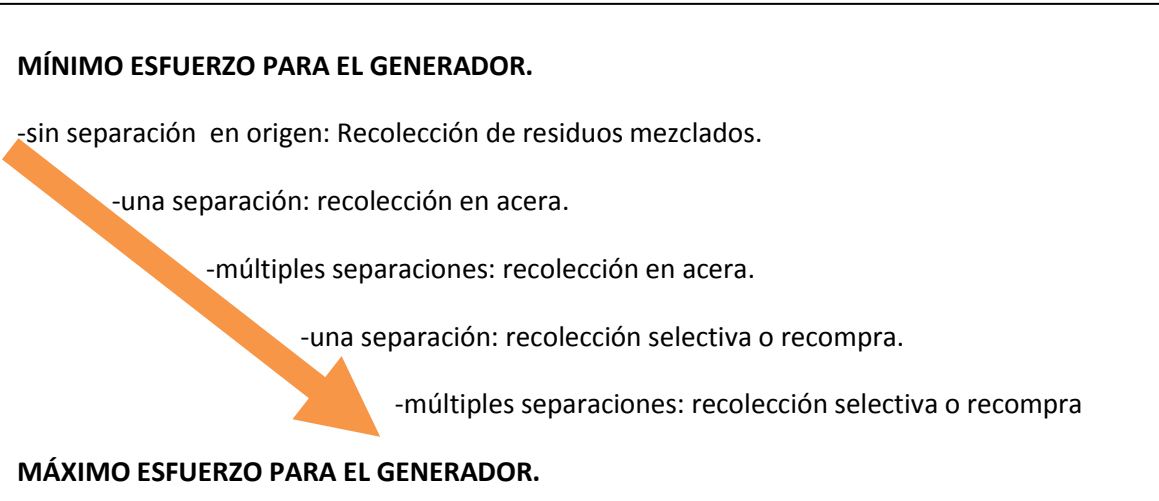 MÍNIMO ESFUERZO PARA EL GENERADOR.
-sin separación  en origen: Recolección de residuos mezclados.
-una separación: recolección en acera.
-múltiples separaciones: recolección en acera.
-una separación: recolección selectiva o recompra.
-múltiples separaciones: recolección selectiva o recompra
MÁXIMO ESFUERZO PARA EL GENERADOR.